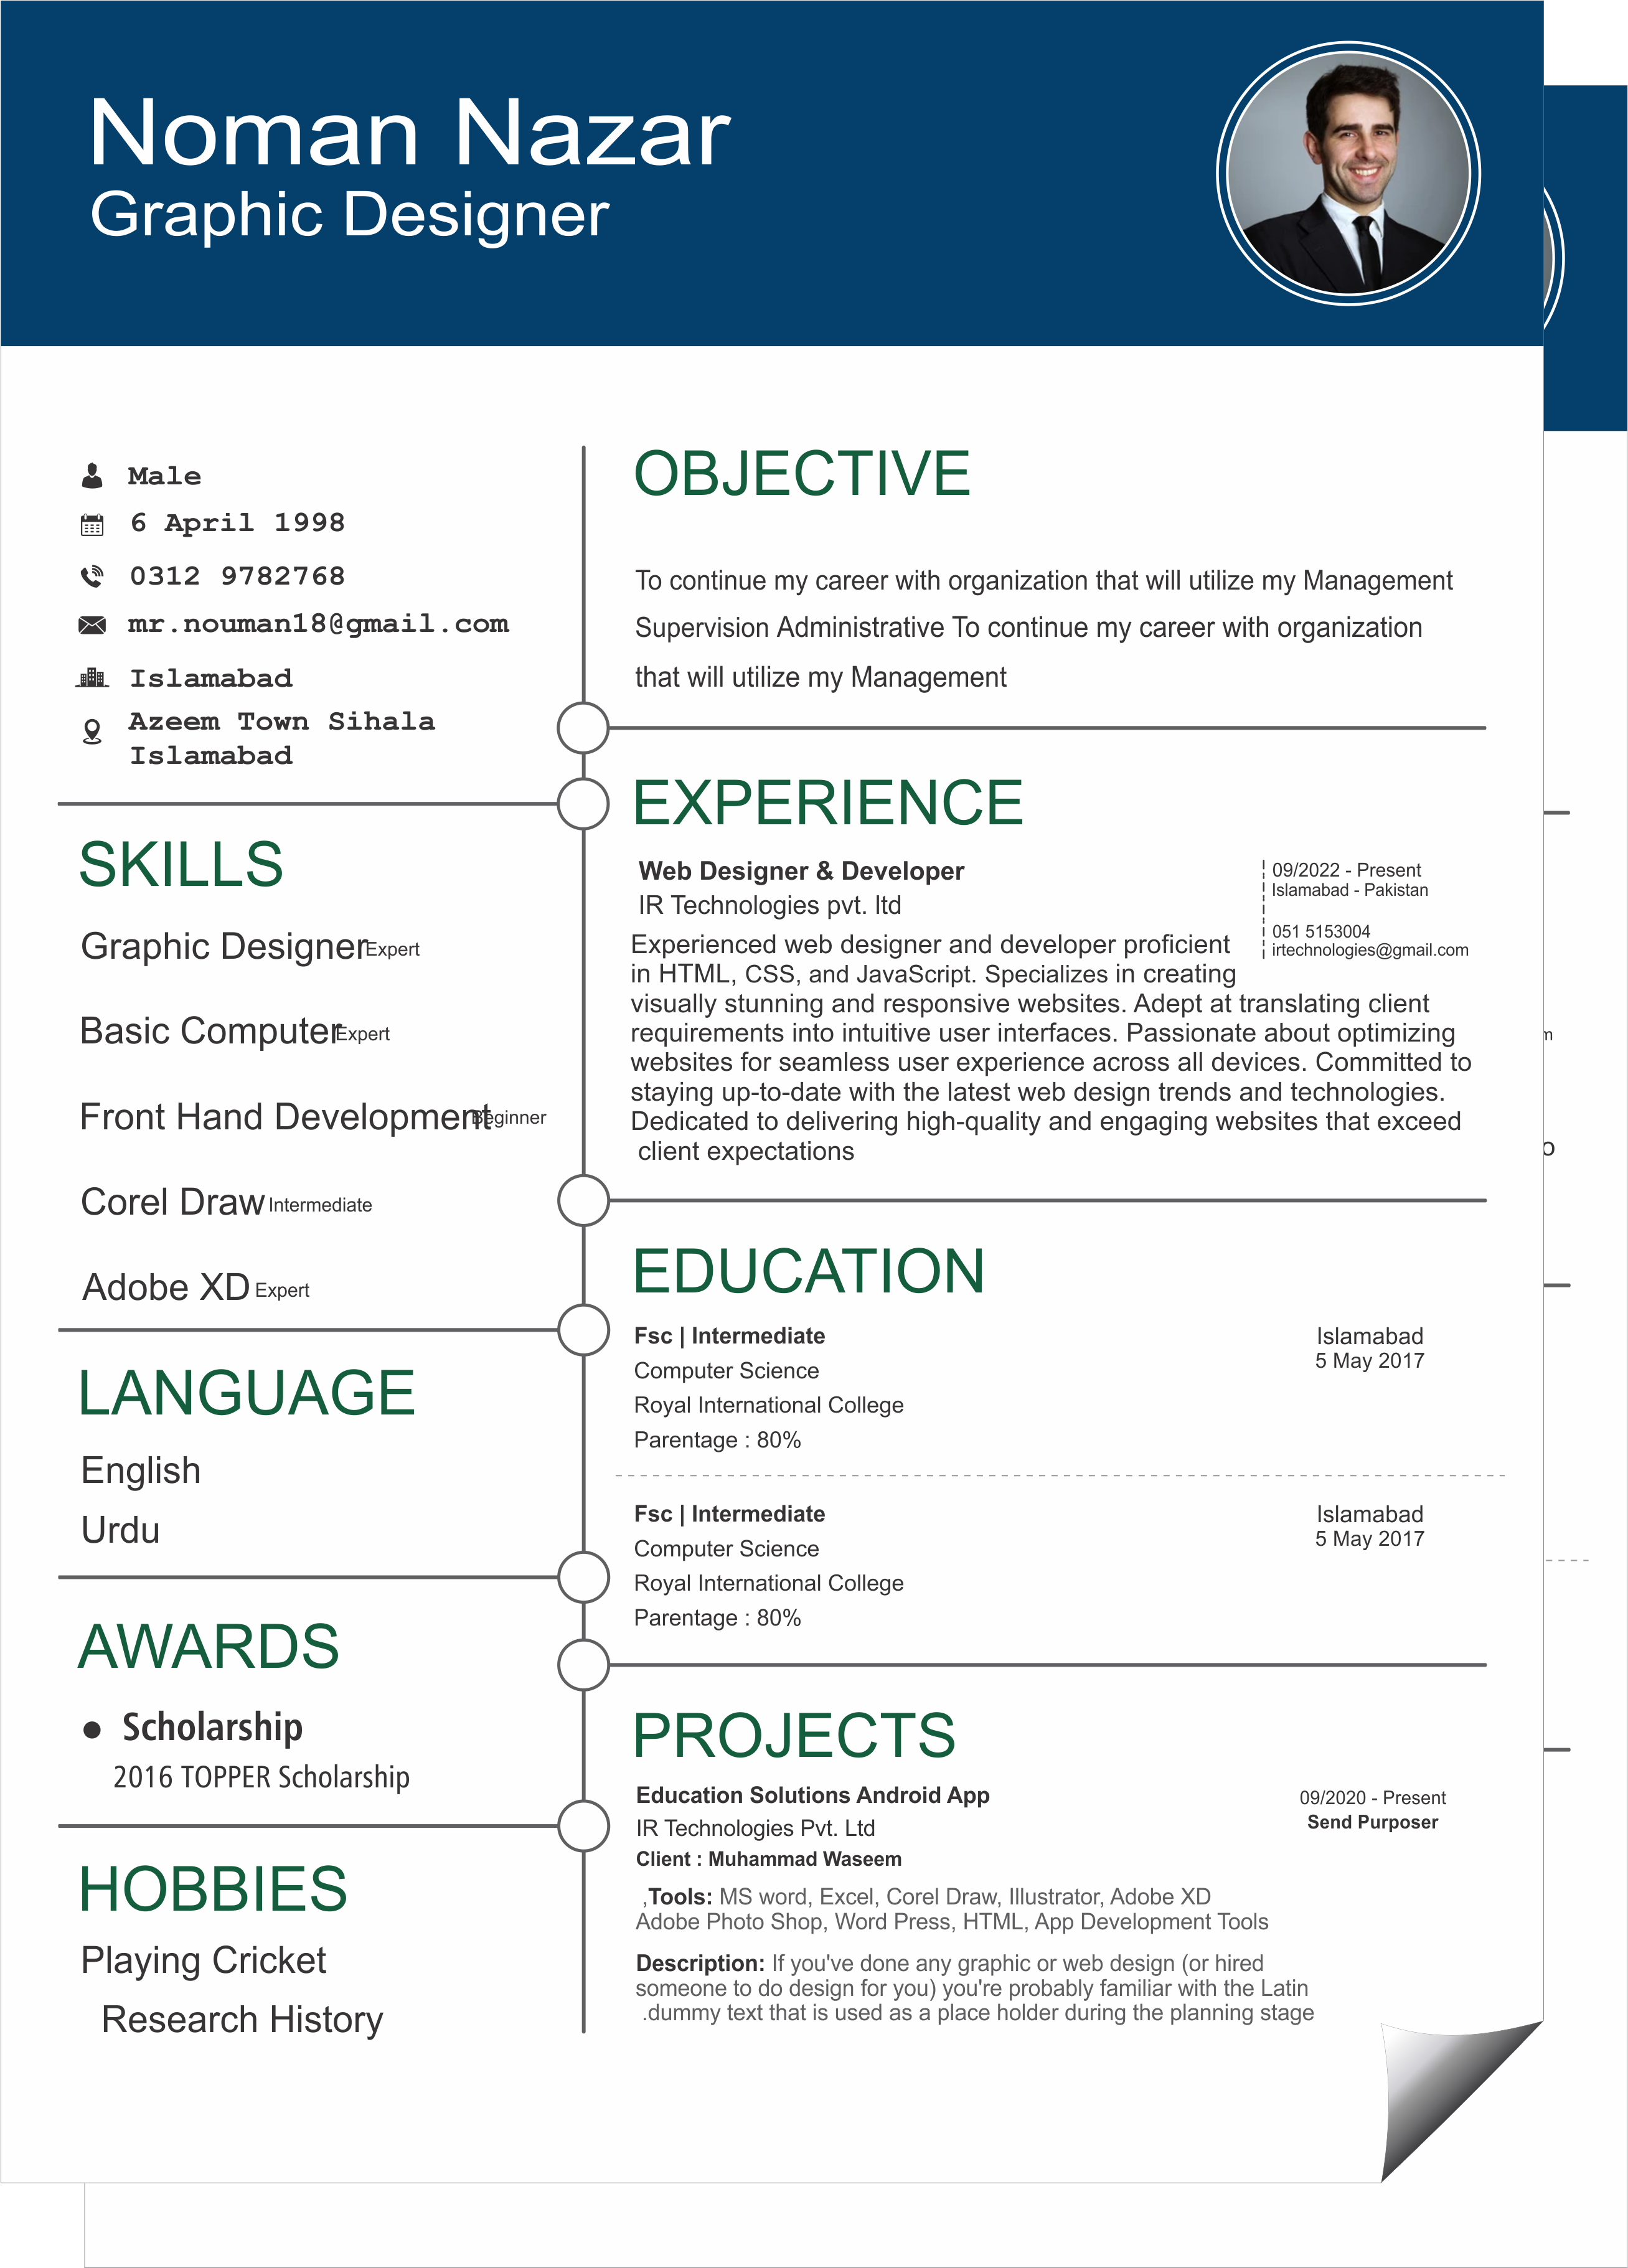 Noman Nazar
Graphic Designer
Male
6 April 1998
0312 9782768
mr.nouman18@gmail.com
Islamabad
Azeem Town Sihala
Islamabad
SKILLS
Graphic Designer Expert
Basic Computer Expert
Front Hand Development Beginner
Corel Draw Intermediate
Adobe XD Expert
LANGUAGE
English
Urdu
AWARDS
● Scholarship
2016 TOPPER Scholarship
HOBBIES
Playing Cricket
Research History
OBJECTIVE
To continue my career with organization that will utilize my Management
Supervision Administrative To continue my career with organization
that will utilize my Management
EXPERIENCE
Web Designer & Developer
IR Technologies pvt. ltd
09/2022 - Present
Islamabad - Pakistan
051 5153004
irtechnologies@gmail.com
Experienced web designer and developer proficient
in HTML, CSS, and JavaScript. Specializes in creating
visually stunning and responsive websites. Adept at translating client
requirements into intuitive user interfaces. Passionate about optimizing
websites for seamless user experience across all devices. Committed to
staying up-to-date with the latest web design trends and technologies.
Dedicated to delivering high-quality and engaging websites that exceed
client expectations
EDUCATION
Fsc | Intermediate
Computer Science
Royal International College
Parentage : 80%
Islamabad
5 May 2017
Fsc | Intermediate
Computer Science
Royal International College
Parentage : 80%
Islamabad
5 May 2017
PROJECTS
Education Solutions Android App
IR Technologies Pvt. Ltd
Client : Muhammad Waseem
09/2020 - Present
Send Purposer
,Tools: MS word, Excel, Corel Draw, Illustrator, Adobe XD
Adobe Photo Shop, Word Press, HTML, App Development Tools
Description: If you've done any graphic or web design (or hired
someone to do design for you) you're probably familiar with the Latin
.dummy text that is used as a place holder during the planning stage